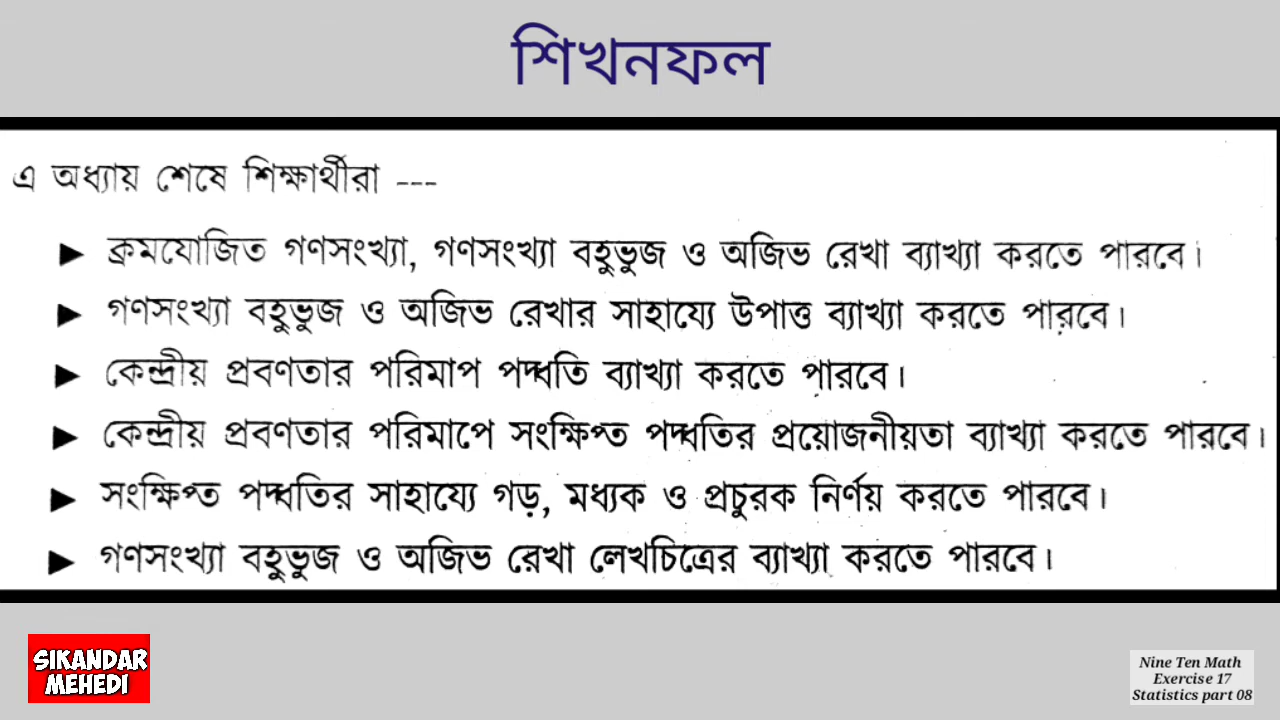 শিখনফল
এ অধ্যায় শেষে শিক্ষার্থীরা ---
► ক্রমযোজিত গণসংখ্যা, গণসংখ্যা বহুভুজ ও অজিভ রেখা ব্যাখ্যা করতে পারবে।
► গণসংখ্যা বহুভুজ ও অজিভ রেখার সাহায্যে উপাত্ত ব্যাখ্যা করতে পারবে।
► কেন্দ্রীয় প্রবণতার পরিমাপ পদ্ধতি ব্যাখ্যা করতে পারবে।
► কেন্দ্রীয় প্রবণতার পরিমাপে সংক্ষিপ্ত পদ্ধতির প্রয়োজনীয়তা ব্যাখ্যা করতে পারবে।
► সংক্ষিপ্ত পদ্ধতির সাহায্যে গড়, মধ্যক ও প্রচুরক নির্ণয় করতে পারবে।
► গণসংখ্যা বহুভুজ ও অজিভ রেখা লেখচিত্রের ব্যাখ্যা করতে পারবে।
SIKANDAR
MEHEDI
Nine Ten Math
Exercise 17
Statistics part 08